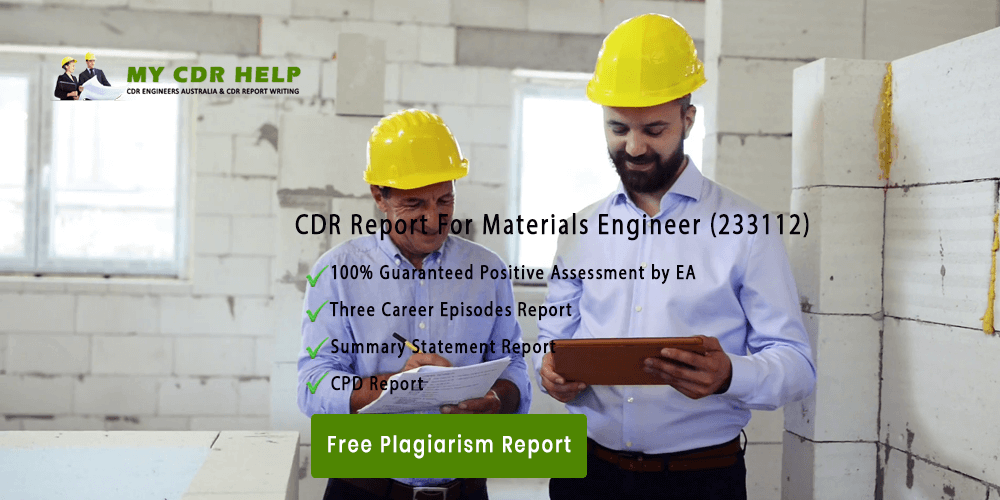 MY CDR HELP
CDR ENGINEERS AUSTRALIA & CDR REPORT WRITING
CDR Report For Materials Engineer (233112)
100% Guaranteed Positive Assessment by EA
Three Career Episodes Report
Summary Statement Report
CPD Report
Free Plagiarism Report